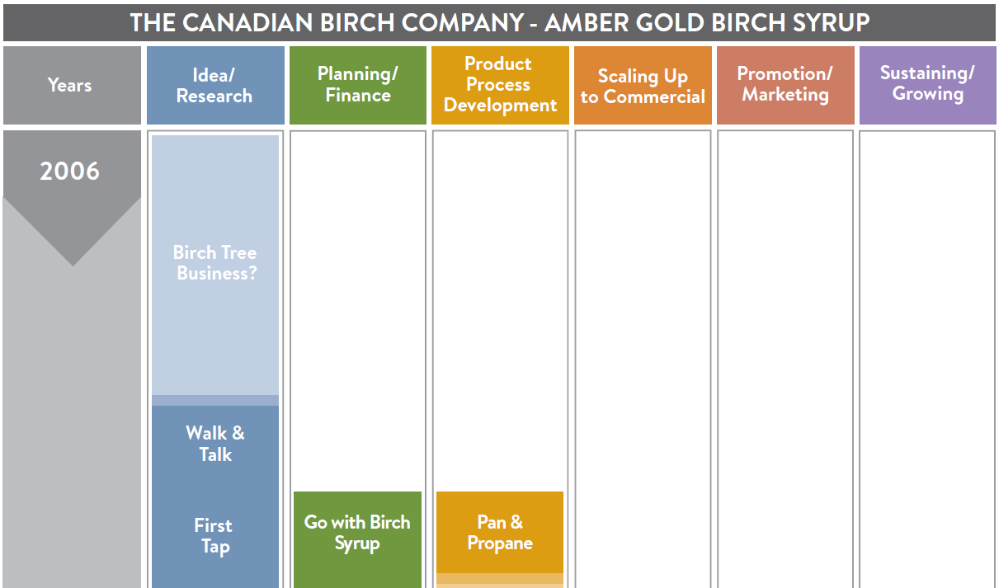 THE CANADIAN BIRCH COMPANY - AMBER GOLD BIRCH SYRUP
Years
Idea/
Research
Planning/
Finance
Product
Process
Development
Scaling Up
to Commercial
Promotion/
Marketing
Sustaining/
Growing
2006
Birch Tree
Business?
Walk &
Talk
First
Tap
Go with Birch
Syrup
Pan &
Propane